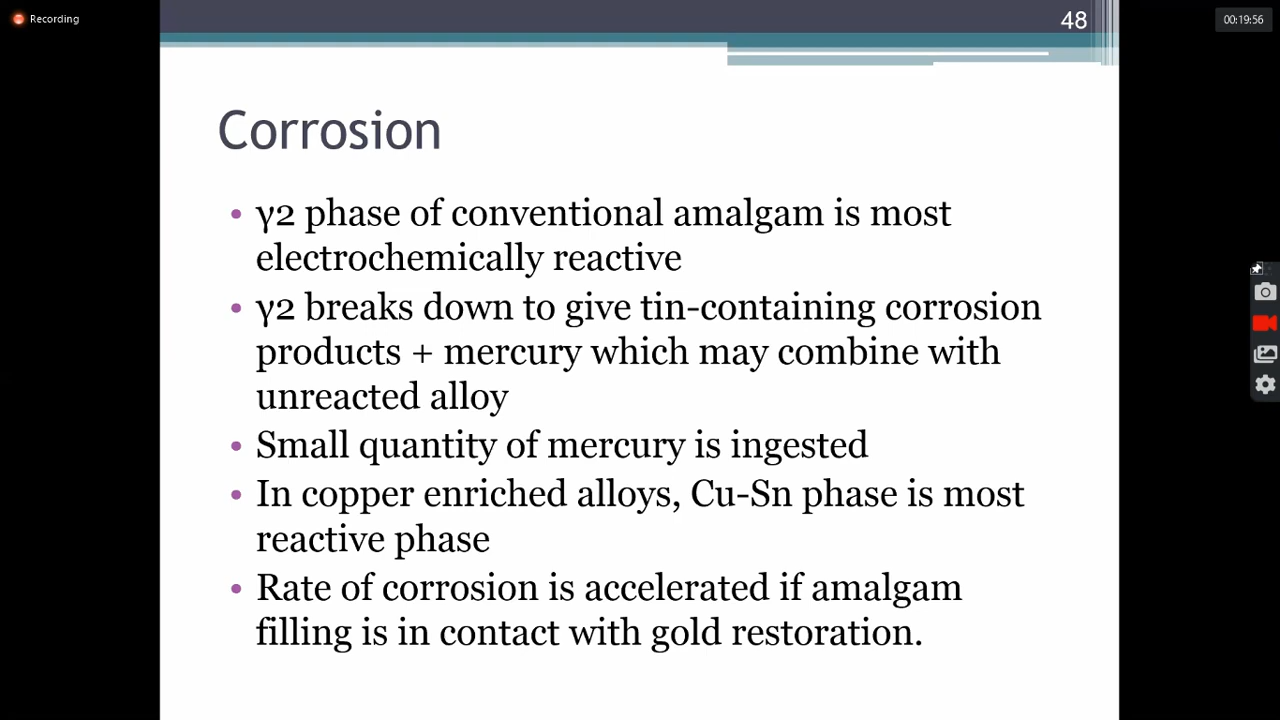 Recording
48
00:19:56
Corrosion
• γ2 phase of conventional amalgam is most
electrochemically reactive
• γ2 breaks down to give tin-containing corrosion
products + mercury which may combine with
unreacted alloy
• Small quantity of mercury is ingested
• In copper enriched alloys, Cu-Sn phase is most
reactive phase
• Rate of corrosion is accelerated if amalgam
filling is in contact with gold restoration.